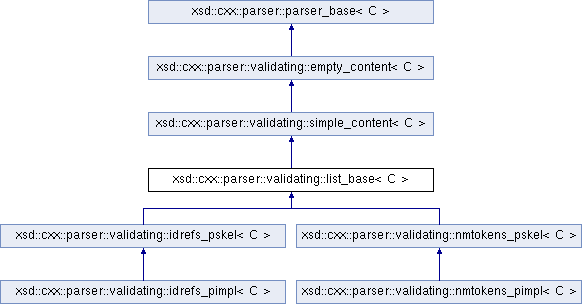 xsd::cxx::parser::parser_base< C >
xsd::cxx::parser::validating::empty_content< C >
xsd::cxx::parser::validating::simple_content< C >
xsd::cxx::parser::validating::list_base< C >
xsd::cxx::parser::validating::idrefs_pskel< C >
xsd::cxx::parser::validating::nmtokens_pskel< C >
xsd::cxx::parser::validating::idrefs_pimpl< C >
xsd::cxx::parser::validating::nmtokens_pimpl< C >